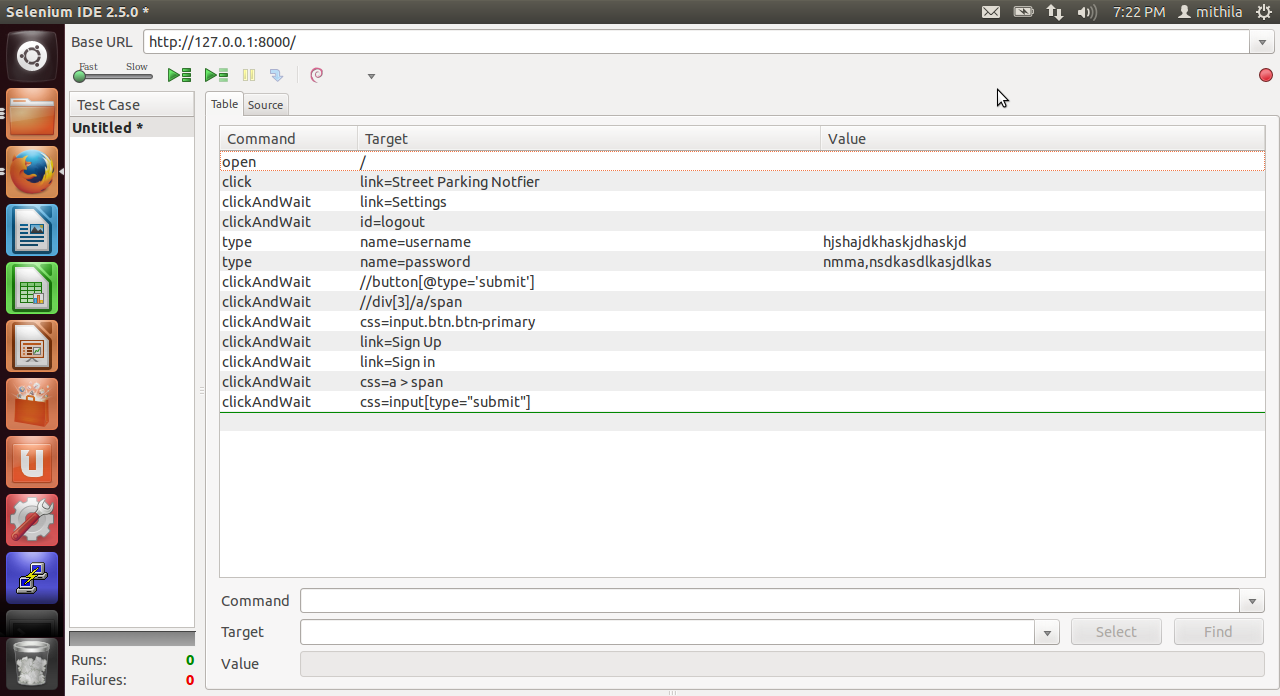 Selenium IDE 2.5.0 *
7:22 PM mithila
Base URL http://127.0.0.1:8000/
Fast Slow
Test Case
Untitled *
Table Source
Command Target Value
open /
click link=Street Parking Notfier
clickAndWait link=Settings
clickAndWait id=logout
type name=username hjshajdkhaskjdhaskjd
type name=password nmma,nsdkasdlkasjdlkas
clickAndWait //button[@type='submit']
clickAndWait //div[3]/a/span
clickAndWait css=input.btn.btn-primary
clickAndWait link=Sign Up
clickAndWait link=Sign in
clickAndWait css=a > span
clickAndWait css=input[type="submit"]
Command
Target Select Find
Value
Runs: 0
Failures: 0